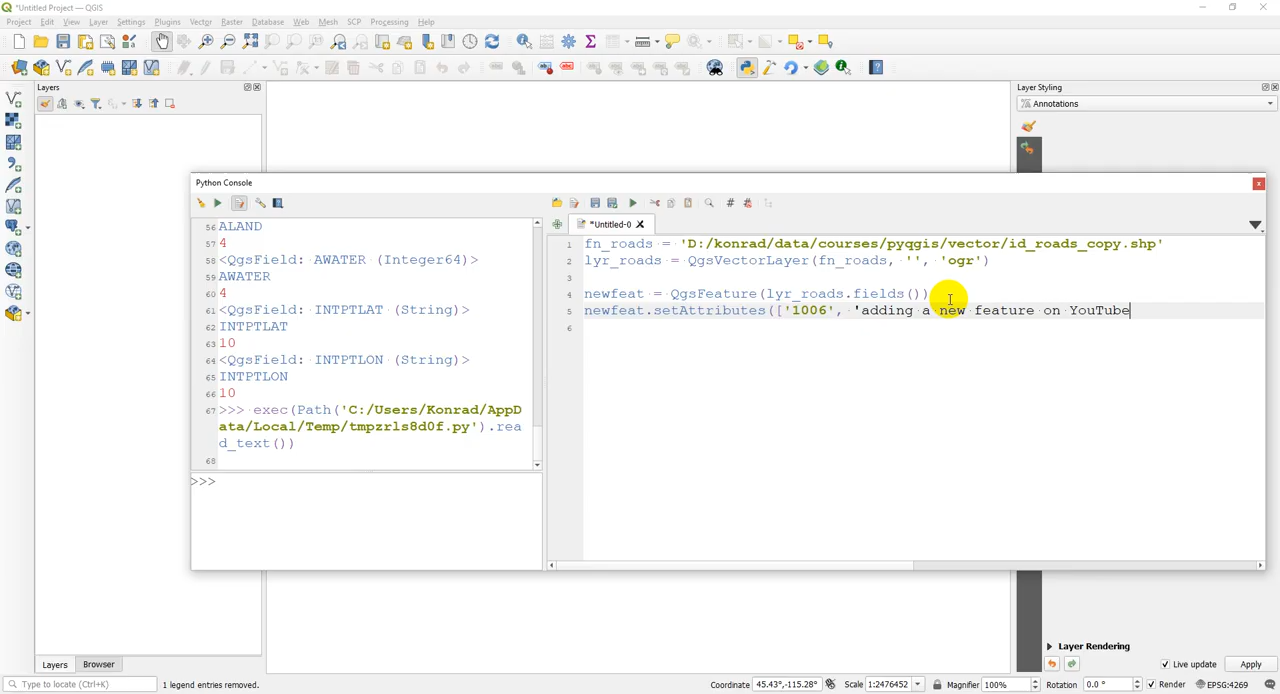 *Untitled Project — QGIS
Project Edit View Layer Settings Plugins Vector Raster Database Web Mesh SCP Processing Help
Layers
Layer Styling
Annotations
Python Console
56 ALAND
57 4
58 <QgsField: AWATER (Integer64)>
59 AWATER
60 4
61 <QgsField: INTPTLAT (String)>
62 INTPTLAT
63 10
64 <QgsField: INTPTLON (String)>
65 INTPTLON
66 10
67 >>> exec(Path('C:/Users/Konrad/AppD
ata/Local/Temp/tmpzrls8d0f.py').rea
d_text())
68
>>>
*Untitled-0
1 fn_roads = 'D:/konrad/data/courses/pyqgis/vector/id_roads_copy.shp'
2 lyr_roads = QgsVectorLayer(fn_roads, '', 'ogr')
3
4 newfeat = QgsFeature(lyr_roads.fields())
5 newfeat.setAttributes(['1006', 'adding a new feature on YouTube
6
Layer Rendering
Live update Apply
Layers Browser
Type to locate (Ctrl+K) 1 legend entries removed. Coordinate 45.43°,-115.28° Scale 1:2476452 Magnifier 100% Rotation 0.0 ° Render EPSG:4269